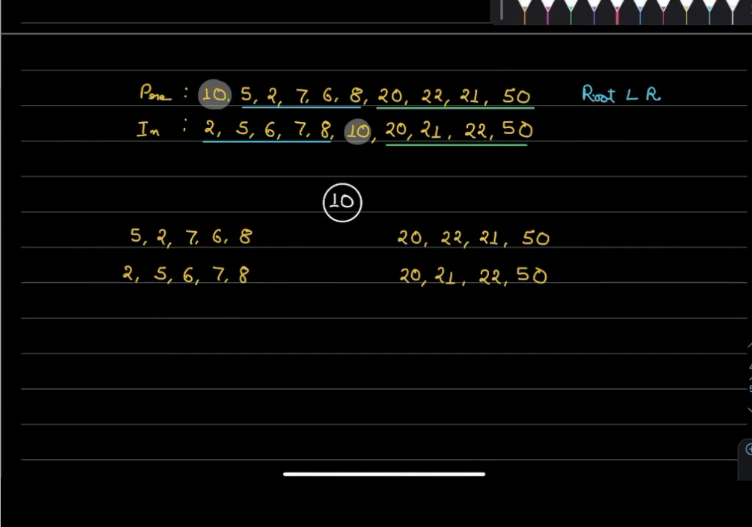 Pre : 10, 5, 2, 7, 6, 8, 20, 22, 21, 50 Root L R
In : 2, 5, 6, 7, 8, 10, 20, 21, 22, 50
10
5, 2, 7, 6, 8 20, 22, 21, 50
2, 5, 6, 7, 8 20, 21, 22, 50